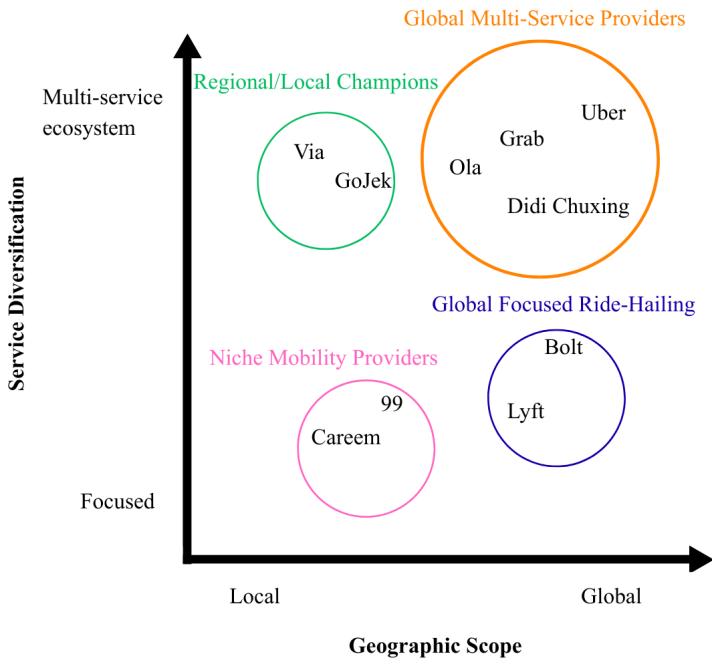 Global Multi-Service Providers
Regional/Local Champions
Multi-service
ecosystem
Uber
Grab
Via
Ola
GoJek
Didi Chuxing
Service Diversification
Global Focused Ride-Hailing
Bolt
Niche Mobility Providers
99
Lyft
Careem
Focused
Local
Global
Geographic Scope